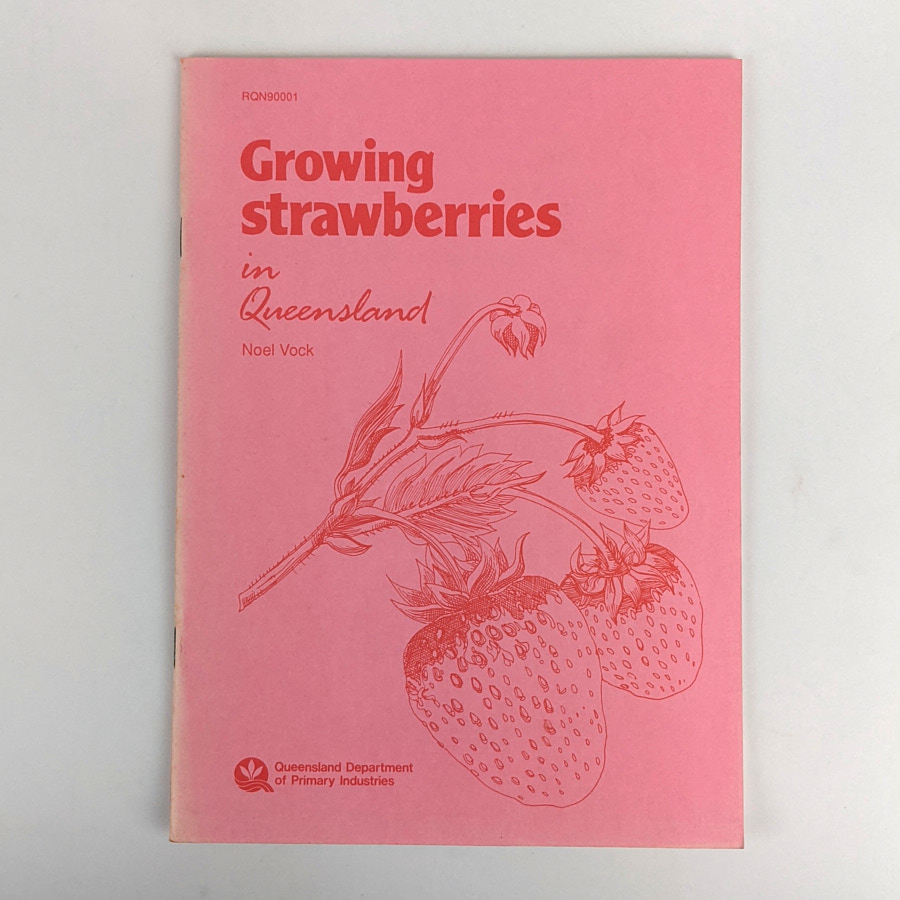 RQN90001
Growing
strawberries
in
Queensland
Noel Vock
Queensland Department
of Primary Industries